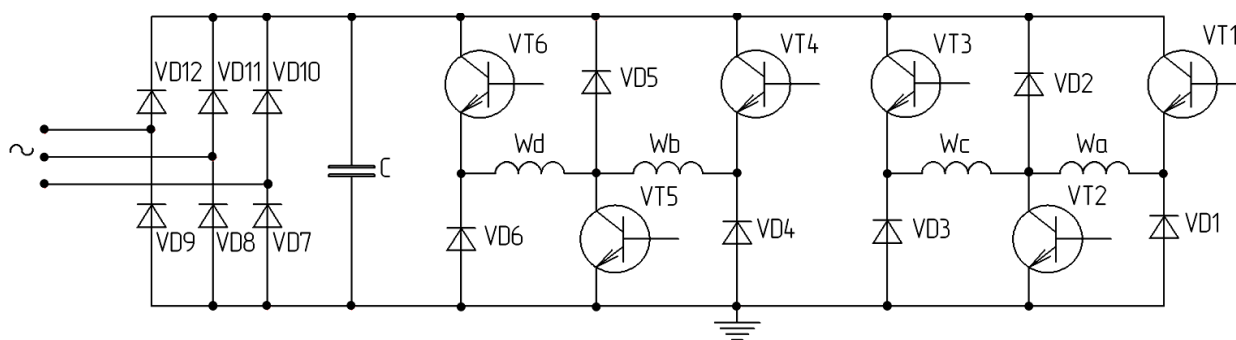 VT6
VT4
VT3
VT1
VD12
VD11
VD10
VD5
VD2
~
Wd
Wb
Wc
Wa
C
VT5
VT2
VD9
VD8
VD7
VD6
VD4
VD3
VD1